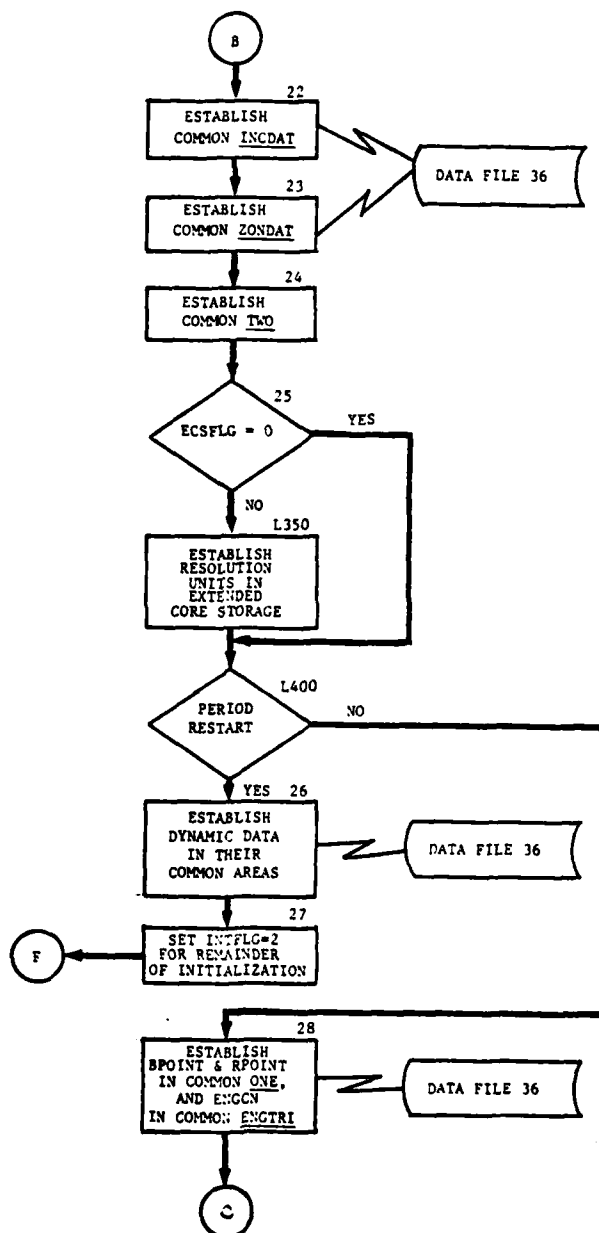 B
22
ESTABLISH
COMMON INCDAT
DATA FILE 36
23
ESTABLISH
COMMON ZONDAT
24
ESTABLISH
COMMON TWO
25
ECSFLG = 0
YES
NO
L350
ESTABLISH
RESOLUTION
UNITS IN
EXTENDED
CORE STORAGE
L400
PERIOD
RESTART
NO
YES 26
ESTABLISH
DYNAMIC DATA
IN THEIR
COMMON AREAS
DATA FILE 36
27
SET INTFLG=2
FOR REMAINDER
OF INITIALIZATION
F
28
ESTABLISH
BPOINT & RPOINT
IN COMMON ONE,
AND ENGCN
IN COMMON ENGTRI
DATA FILE 36